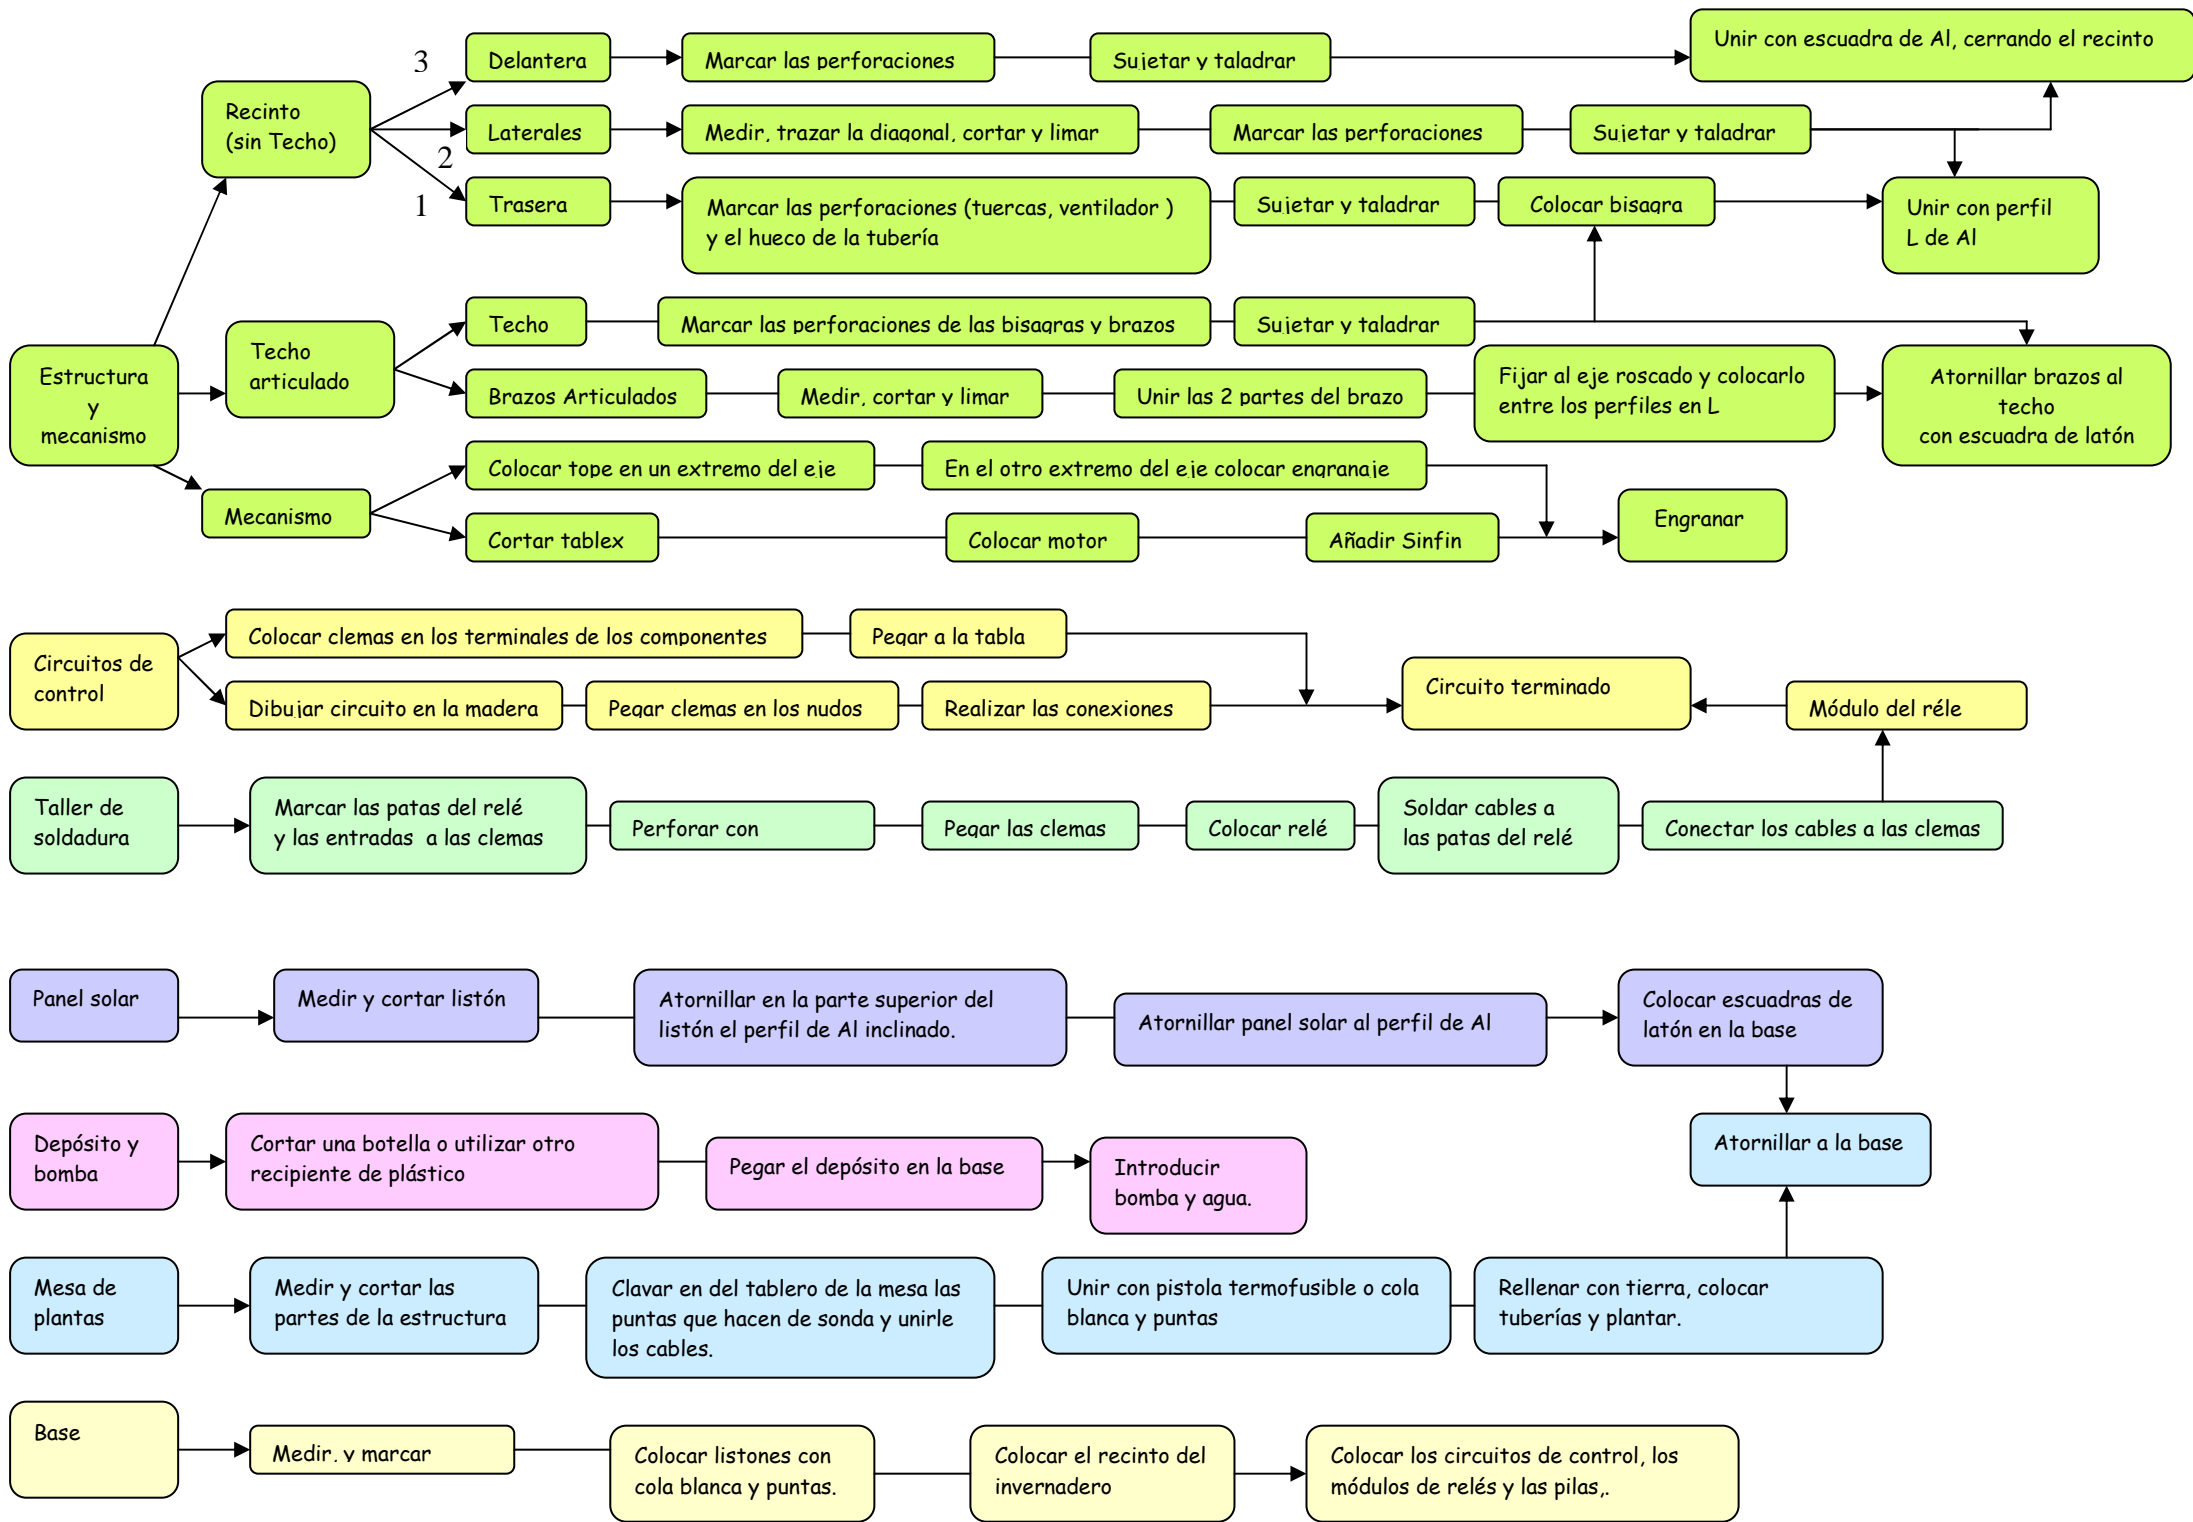 3
Delantera
Marcar las perforaciones
Sujetar y taladrar
Unir con escuadra de Al, cerrando el recinto
Recinto
(sin Techo)
Laterales
Medir, trazar la diagonal, cortar y limar
Marcar las perforaciones
Sujetar y taladrar
2
1
Trasera
Marcar las perforaciones (tuercas, ventilador )
y el hueco de la tubería
Sujetar y taladrar
Colocar bisagra
Unir con perfil
L de Al
Techo
Marcar las perforaciones de las bisagras y brazos
Sujetar y taladrar
Techo
articulado
Estructura
y
mecanismo
Brazos Articulados
Medir, cortar y limar
Unir las 2 partes del brazo
Fijar al eje roscado y colocarlo
entre los perfiles en L
Atornillar brazos al
techo
con escuadra de latón
Colocar tope en un extremo del eje
En el otro extremo del eje colocar engranaje
Mecanismo
Cortar tablex
Colocar motor
Añadir Sinfin
Engranar
Circuitos de
control
Colocar clemas en los terminales de los componentes
Pegar a la tabla
Dibujar circuito en la madera
Pegar clemas en los nudos
Realizar las conexiones
Circuito terminado
Módulo del réle
Taller de
soldadura
Marcar las patas del relé
y las entradas  a las clemas
Perforar con
Pegar las clemas
Colocar relé
Soldar cables a
las patas del relé
Conectar los cables a las clemas
Panel solar
Medir y cortar listón
Atornillar en la parte superior del
listón el perfil de Al inclinado.
Atornillar panel solar al perfil de Al
Colocar escuadras de
latón en la base
Depósito y
bomba
Cortar una botella o utilizar otro
recipiente de plástico
Pegar el depósito en la base
Introducir
bomba y agua.
Atornillar a la base
Mesa de
plantas
Medir y cortar las
partes de la estructura
Clavar en del tablero de la mesa las
puntas que hacen de sonda y unirle
los cables.
Unir con pistola termofusible o cola
blanca y puntas
Rellenar con tierra, colocar
tuberías y plantar.
Base
Medir, y marcar
Colocar listones con
cola blanca y puntas.
Colocar el recinto del
invernadero
Colocar los circuitos de control, los
módulos de relés y las pilas,.